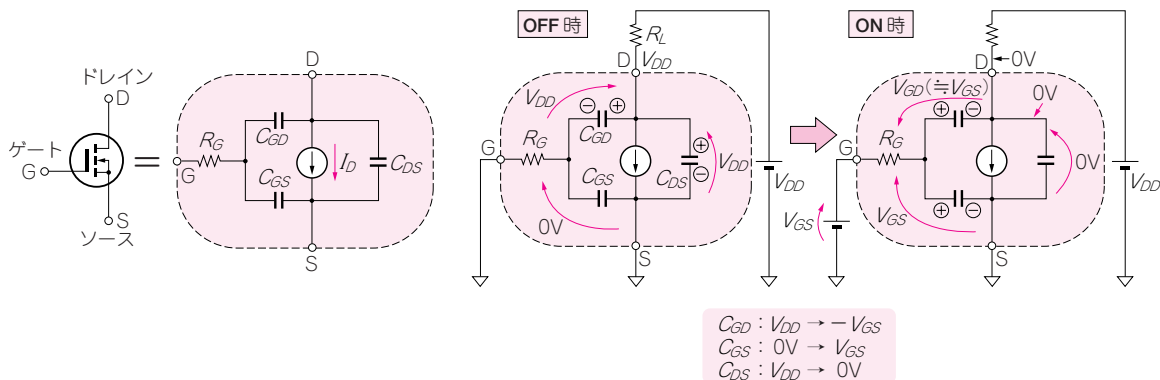 ドレイン
D
ゲート
G
S
ソース
=
D
G
R_G
C_GD
C_GS
I_D
C_DS
S
OFF 時
R_L
D
V_DD
V_DD
⊖ ⊕
C_GD
R_G
G
C_GS
C_DS
⊕
⊖
V_DD
0V
S
V_DD
ON 時
D
0V
V_GD(≒V_GS)
0V
⊕ ⊖
R_G
G
0V
⊕ ⊖
V_GS
V_GS
S
V_DD
C_GD : V_DD → − V_GS
C_GS : 0V → V_GS
C_DS : V_DD → 0V